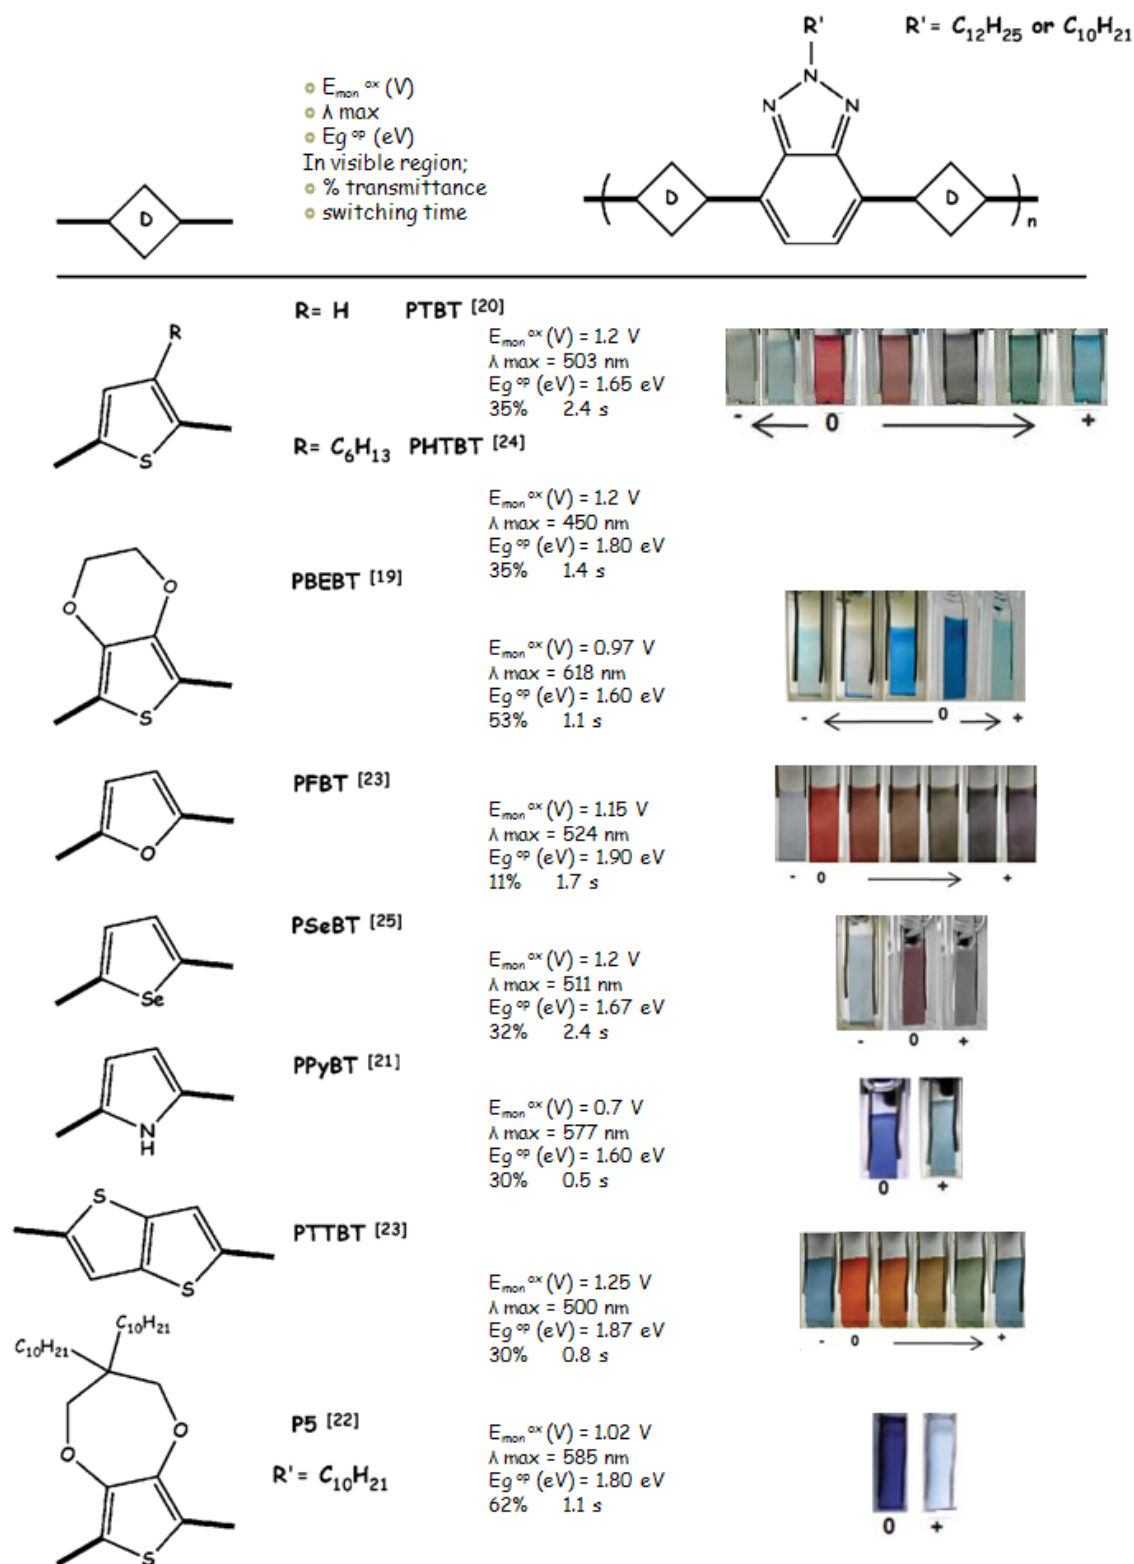 R'
R'= C12H25 or C10H21
N
N
N
D
D
n
Emon ox (V)
λ max
Eg op (eV)
In visible region;
% transmittance
switching time
D
R= H PTBT [20]
R
S
Emon ox (V) = 1.2 V
λ max = 503 nm
Eg op (eV) = 1.65 eV
35% 2.4 s
- 0 +
R= C6H13 PHTBT [24]
Emon ox (V) = 1.2 V
λ max = 450 nm
Eg op (eV) = 1.80 eV
35% 1.4 s
O
O
S
PBEBT [19]
Emon ox (V) = 0.97 V
λ max = 618 nm
Eg op (eV) = 1.60 eV
53% 1.1 s
- 0 +
O
PFBT [23]
Emon ox (V) = 1.15 V
λ max = 524 nm
Eg op (eV) = 1.90 eV
11% 1.7 s
- 0 +
Se
PSeBT [25]
Emon ox (V) = 1.2 V
λ max = 511 nm
Eg op (eV) = 1.67 eV
32% 2.4 s
- 0 +
N
H
PPyBT [21]
Emon ox (V) = 0.7 V
λ max = 577 nm
Eg op (eV) = 1.60 eV
30% 0.5 s
0 +
S
S
PTTBT [23]
Emon ox (V) = 1.25 V
λ max = 500 nm
Eg op (eV) = 1.87 eV
30% 0.8 s
- 0 +
C10H21
C10H21
O
O
S
P5 [22]
R'= C10H21
Emon ox (V) = 1.02 V
λ max = 585 nm
Eg op (eV) = 1.80 eV
62% 1.1 s
0 +